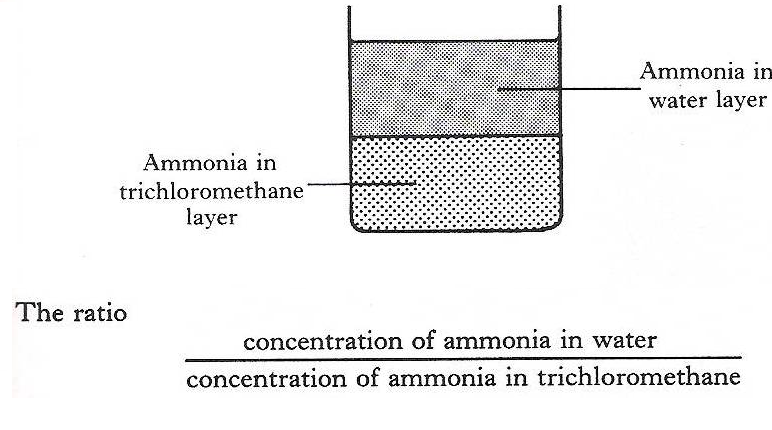 Ammonia in
water layer
Ammonia in
trichloromethane
layer
The ratio
concentration of ammonia in water
concentration of ammonia in trichloromethane